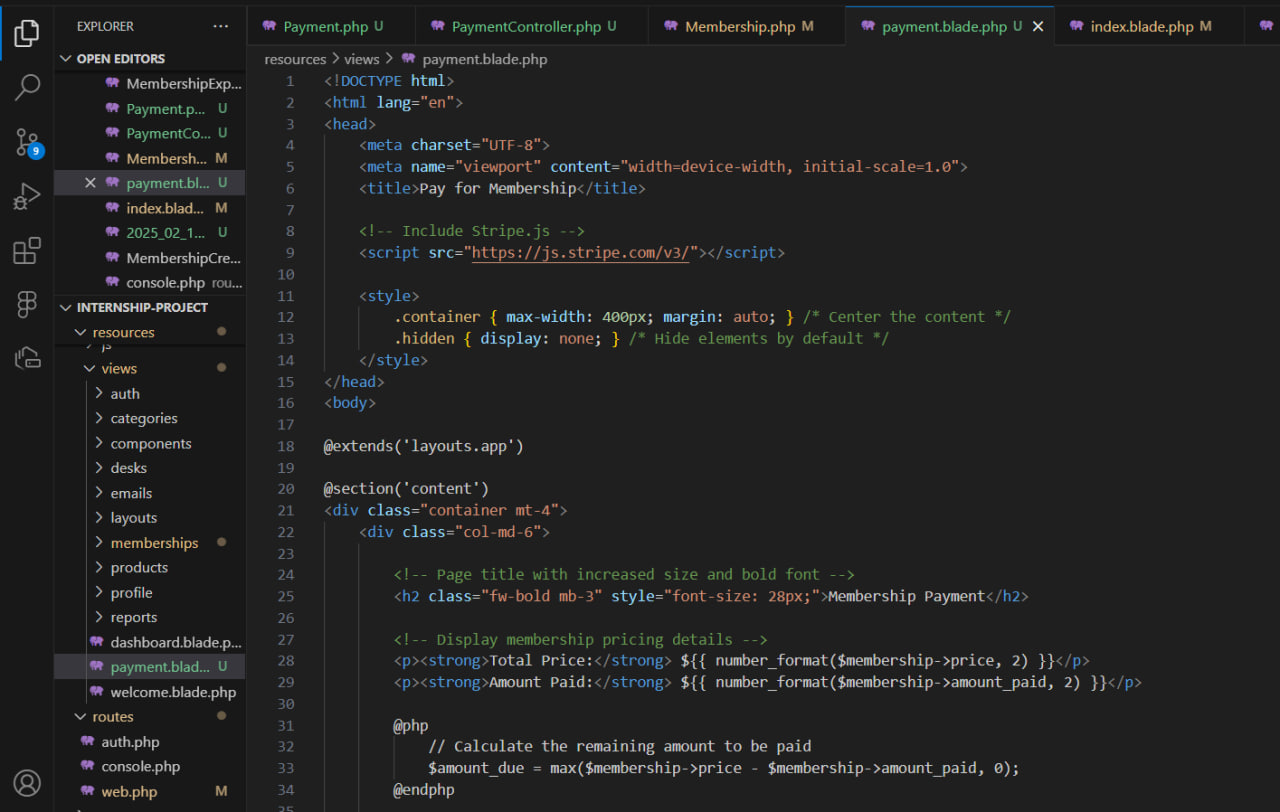 EXPLORER
···
Payment.php U
PaymentController.php U
Membership.php M
payment.blade.php U
index.blade.php M
OPEN EDITORS
MembershipExp...
Payment.p... U
PaymentCo... U
Membersh... M
payment.bl... U
index.blad... M
2025_02_1... U
MembershipCre...
console.php rou...
9
INTERNSHIP-PROJECT
resources
js
views
auth
categories
components
desks
emails
layouts
memberships
products
profile
reports
dashboard.blade.p...
payment.blad... U
welcome.blade.php
routes
auth.php
console.php
web.php M
resources > views > payment.blade.php
1 <!DOCTYPE html>
2 <html lang="en">
3 <head>
4     <meta charset="UTF-8">
5     <meta name="viewport" content="width=device-width, initial-scale=1.0">
6     <title>Pay for Membership</title>
7
8     <!-- Include Stripe.js -->
9     <script src="https://js.stripe.com/v3/"></script>
10
11     <style>
12         .container { max-width: 400px; margin: auto; } /* Center the content */
13         .hidden { display: none; } /* Hide elements by default */
14     </style>
15 </head>
16 <body>
17
18 @extends('layouts.app')
19
20 @section('content')
21 <div class="container mt-4">
22     <div class="col-md-6">
23
24         <!-- Page title with increased size and bold font -->
25         <h2 class="fw-bold mb-3" style="font-size: 28px;">Membership Payment</h2>
26
27         <!-- Display membership pricing details -->
28         <p><strong>Total Price:</strong> ${{ number_format($membership->price, 2) }}</p>
29         <p><strong>Amount Paid:</strong> ${{ number_format($membership->amount_paid, 2) }}</p>
30
31         @php
32             // Calculate the remaining amount to be paid
33             $amount_due = max($membership->price - $membership->amount_paid, 0);
34         @endphp
35